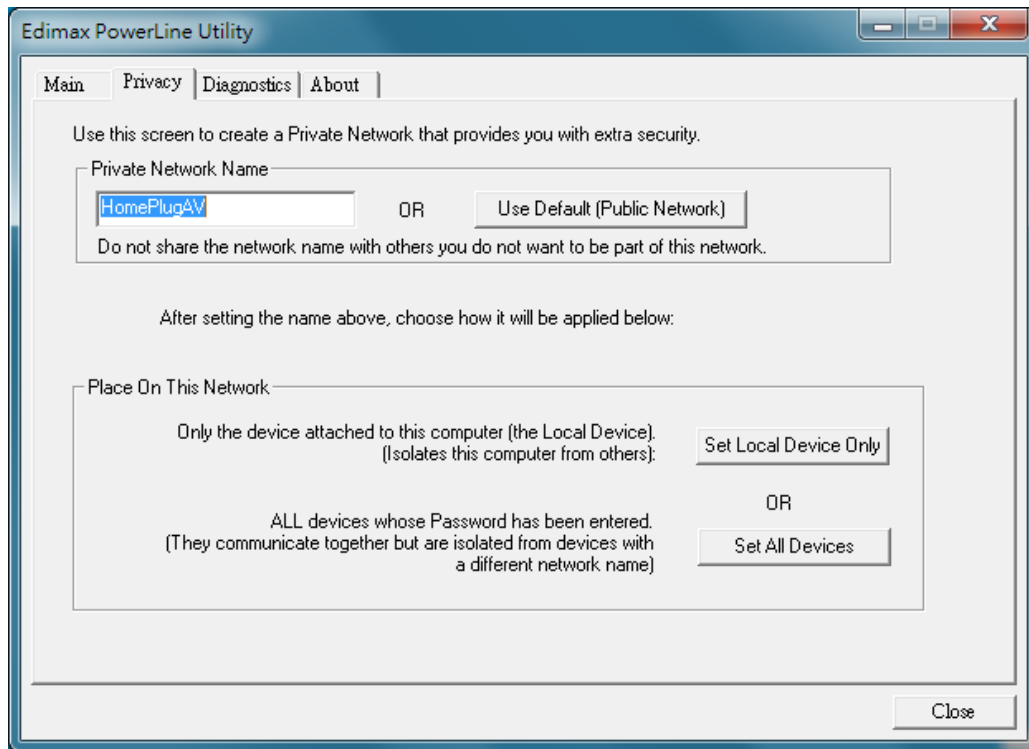 Edimax PowerLine Utility
Main Privacy Diagnostics About
Use this screen to create a Private Network that provides you with extra security.
Private Network Name
HomePlugAV OR Use Default (Public Network)
Do not share the network name with others you do not want to be part of this network.
After setting the name above, choose how it will be applied below:
Place On This Network
Only the device attached to this computer (the Local Device).
(Isolates this computer from others):
Set Local Device Only
OR
ALL devices whose Password has been entered.
(They communicate together but are isolated from devices with
a different network name)
Set All Devices
Close